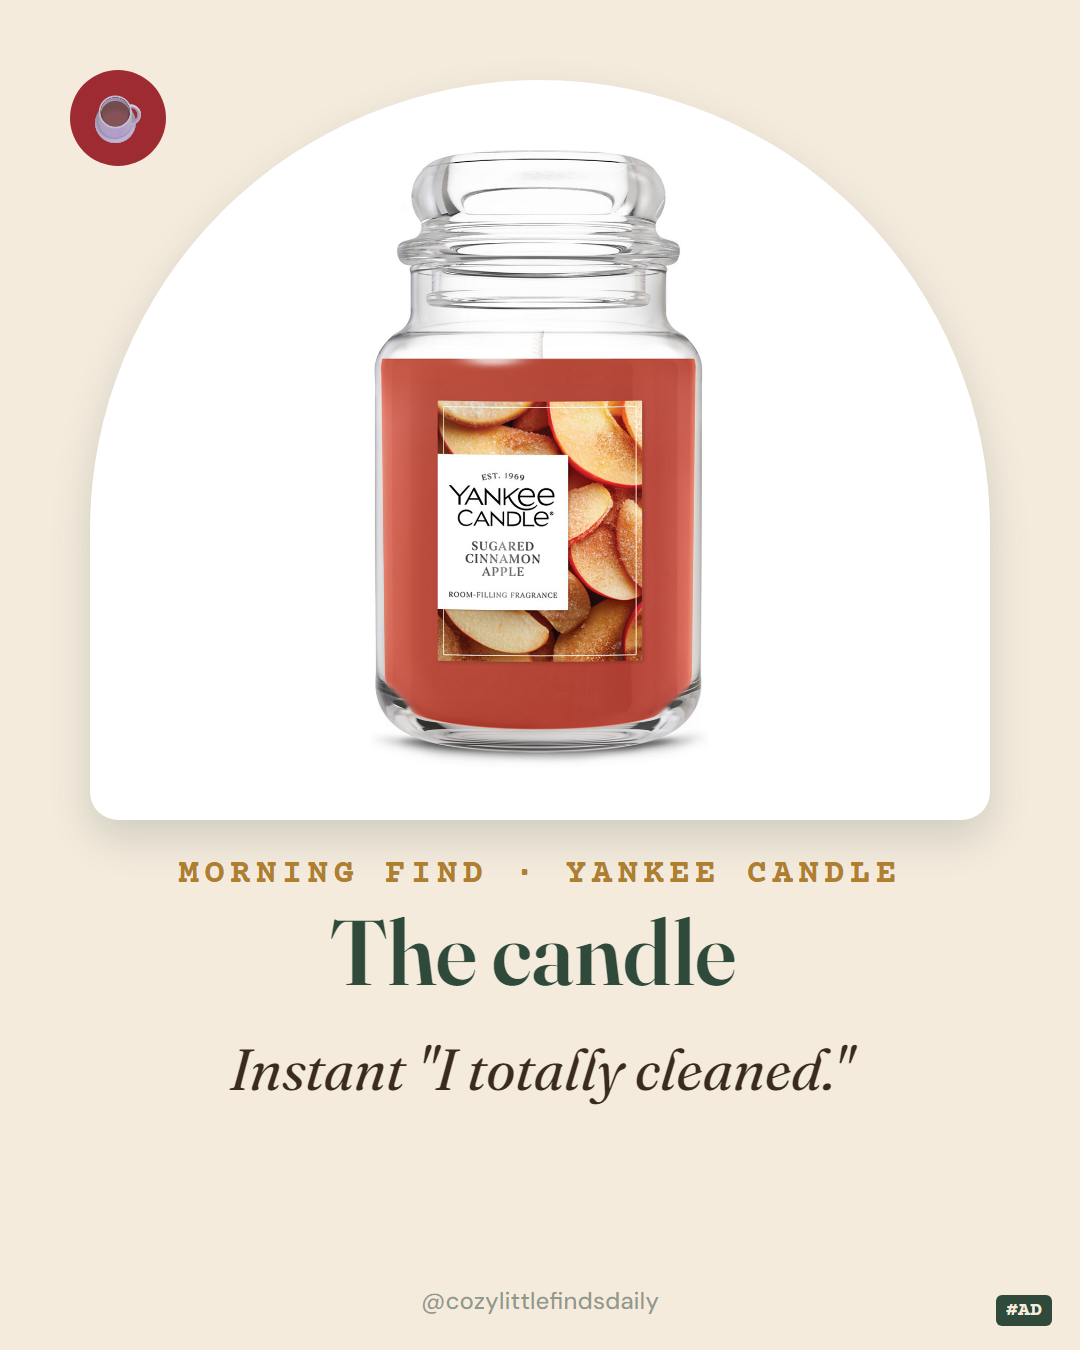 EST. 1969
YANKEE
CANDLE®
SUGARED
CINNAMON
APPLE
ROOM-FILLING FRAGRANCE
MORNING FIND · YANKEE CANDLE
The candle
Instant "I totally cleaned."
@cozylittlefindsdaily
#AD